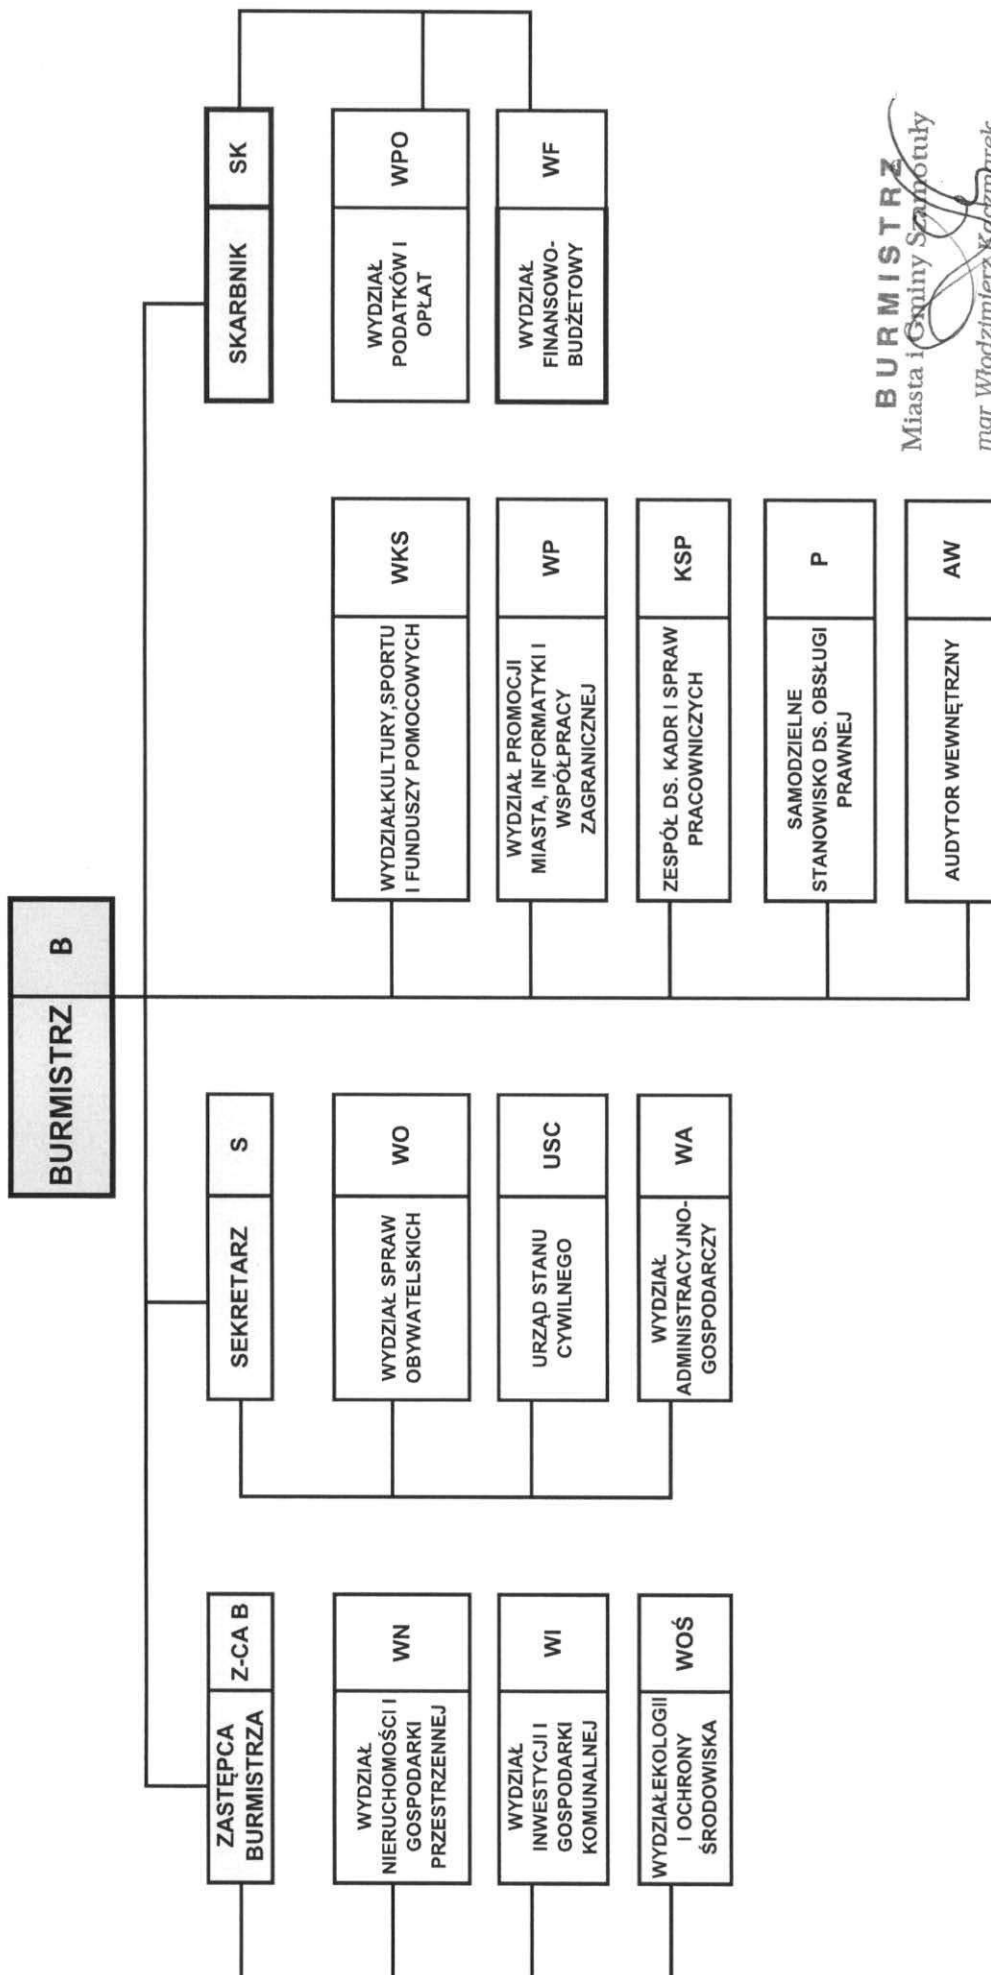 BURMISTRZ B
ZASTĘPCA
BURMISTRZA
Z-CA B
WYDZIAŁ
NIERUCHOMOŚCI I
GOSPODARKI
PRZESTRZENNEJ
WN
WYDZIAŁ
INWESTYCJI I
GOSPODARKI
KOMUNALNEJ
WI
WYDZIAŁEKOLOGII
I OCHRONY
ŚRODOWISKA
WOŚ
SEKRETARZ
S
WYDZIAŁ SPRAW
OBYWATELSKICH
WO
URZĄD STANU
CYWILNEGO
USC
WYDZIAŁ
ADMINISTRACYJNO-
GOSPODARCZY
WA
WYDZIAŁKULTURY,SPORTU
I FUNDUSZY POMOCOWYCH
WKS
WYDZIAŁ PROMOCJI
MIASTA, INFORMATYKI I
WSPÓŁPRACY
ZAGRANICZNEJ
WP
ZESPÓŁ DS. KADR I SPRAW
PRACOWNICZYCH
KSP
SAMODZIELNE
STANOWISKO DS. OBSŁUGI
PRAWNEJ
P
AUDYTOR WEWNĘTRZNY
AW
SKARBNIK
SK
WYDZIAŁ
PODATKÓW I
OPŁAT
WPO
WYDZIAŁ
FINANSOWO-
BUDŻETOWY
WF
BURMISTRZ
Miasta i Gminy Szamotuły
mgr Włodzimierz Kaczmarek